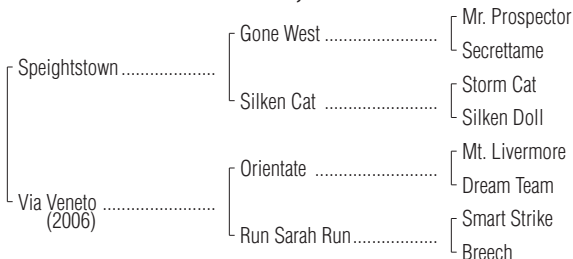 Mr. Prospector
Gone West ........................
Secrettame
Speightstown ....................
Storm Cat
Silken Cat ........................
Silken Doll
Mt. Livermore
Orientate ..........................
Dream Team
Via Veneto ........................
(2006)
Smart Strike
Run Sarah Run..................
Breech